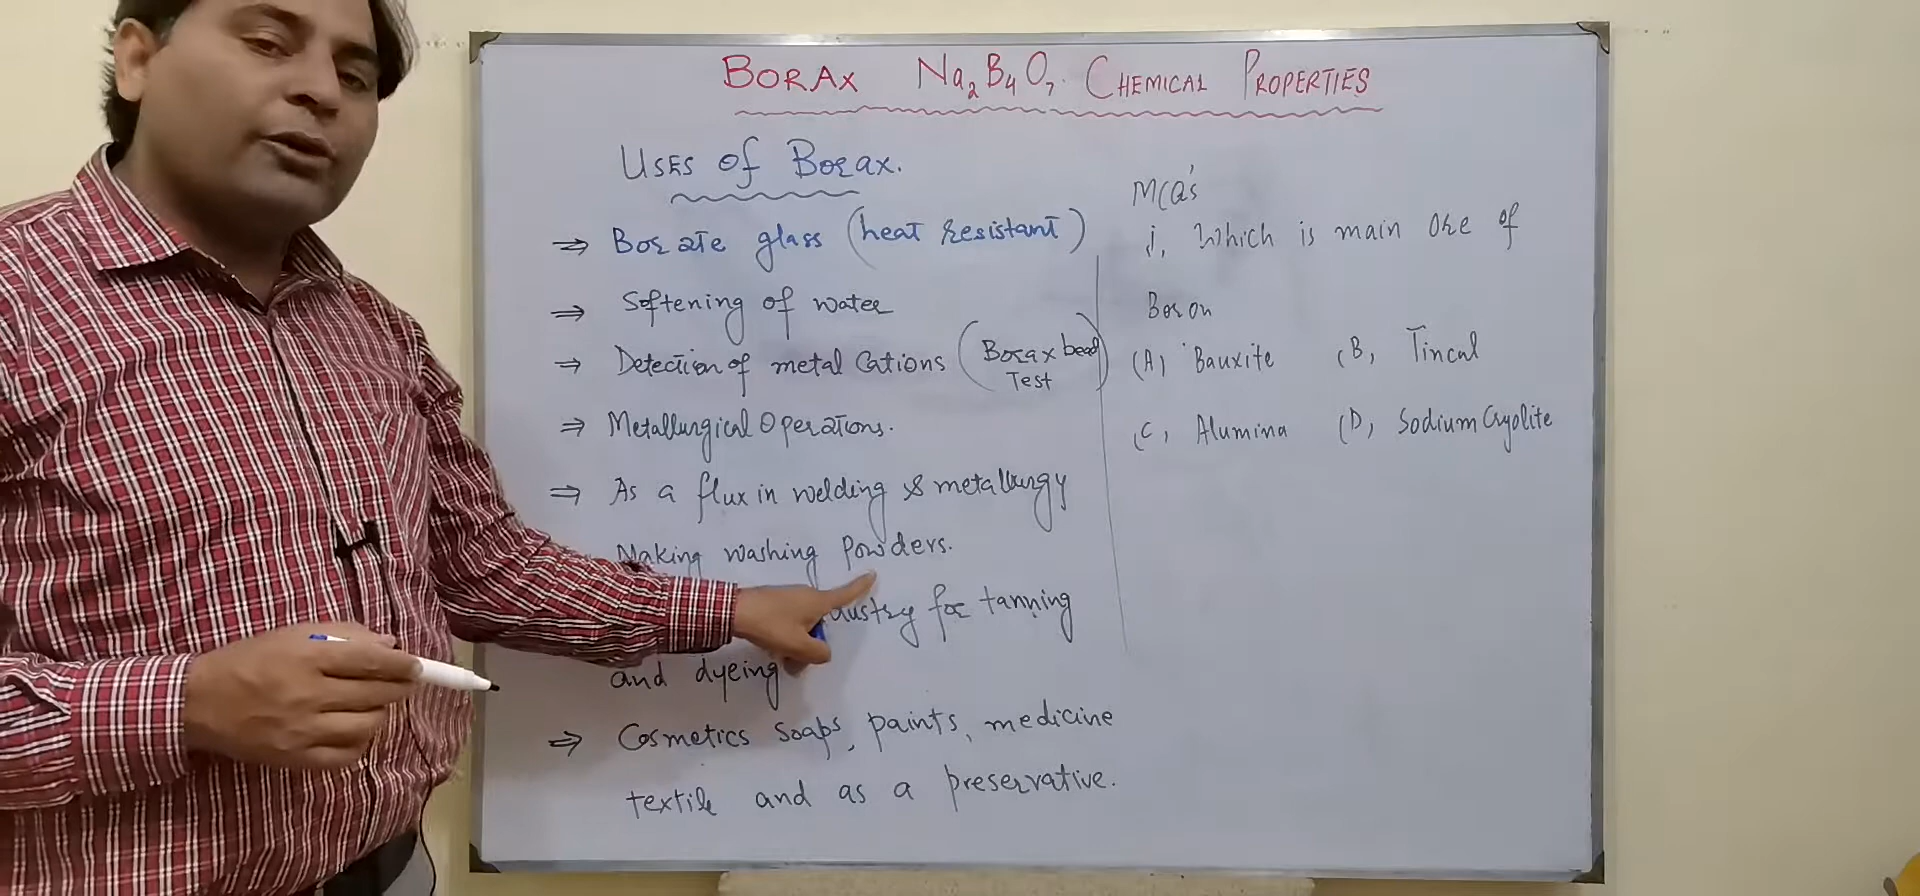 BORAX Na2B4O7. CHEMICAL PROPERTIES
USES OF Borax.
⇒ Borate glass (heat resistant)
⇒ Softening of water
⇒ Detection of metal Cations (Borax bead Test)
⇒ Metallurgical Operations.
⇒ As a flux in welding & metallurgy
Making washing Powders.
for tanning
and dyeing
⇒ Cosmetics soaps, paints, medicine
textile and as a preservative.
MCQ's
i, Which is main Ore of
Boron
(A) Bauxite (B, Tincal
(C, Alumina (D, Sodium Cryolite